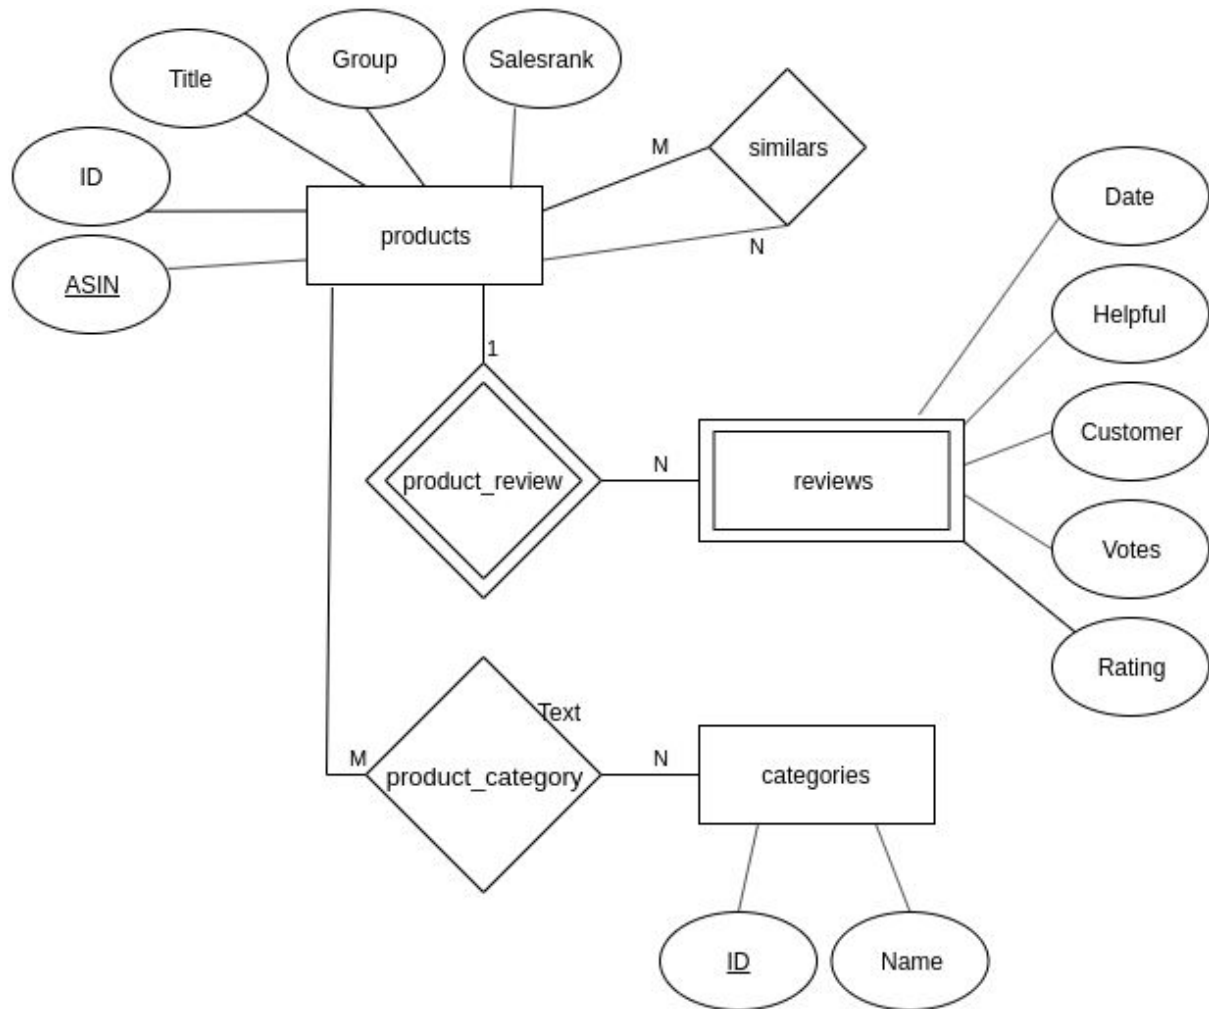 Title
Group
Salesrank
ID
ASIN
products
M
similars
N
Date
Helpful
Customer
Votes
Rating
1
product_review
N
reviews
Text
M
product_category
N
categories
ID
Name